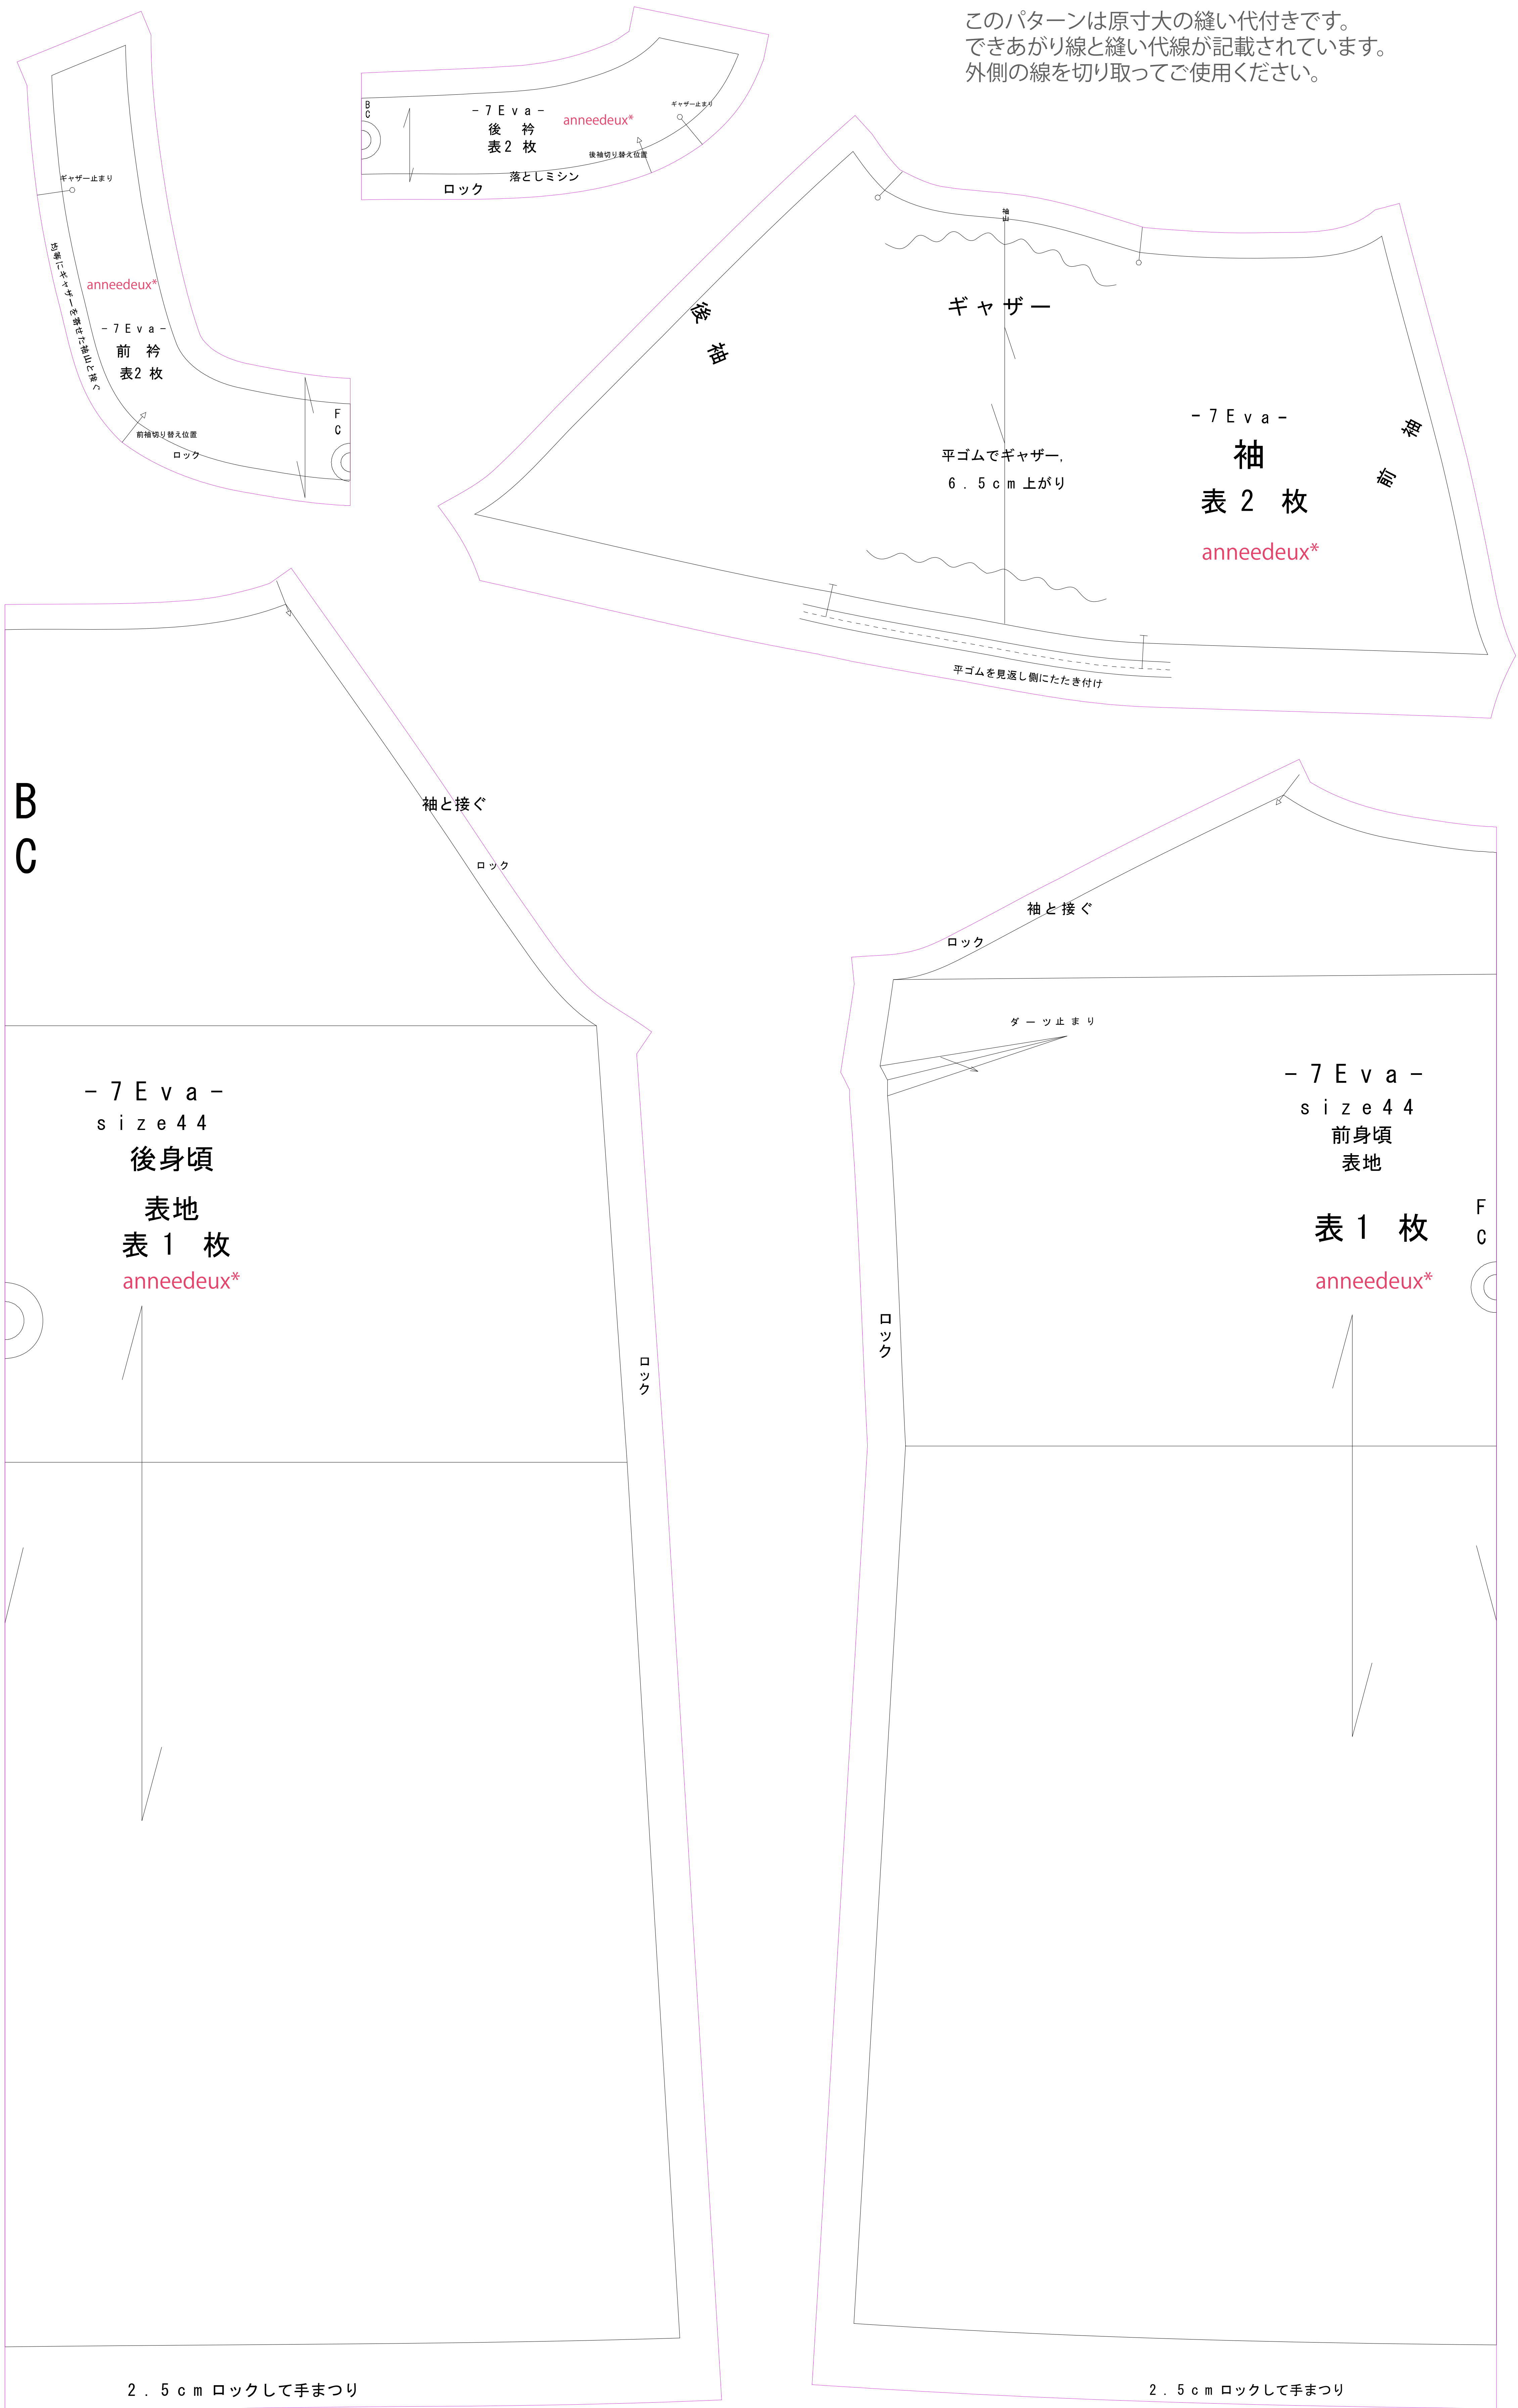 このパターンは原寸大の縫い代付きです。
できあがり線と縫い代線が記載されています。
外側の線を切り取ってご使用ください。
ギャザー止まり
均等にギャザーを寄せた袖山と接ぐ
anneedeux*
-7Eva-
前 衿
表2 枚
前袖切り替え位置
ロック
FC
BC
-7Eva-
後 衿
表2 枚
anneedeux*
ギャザー止まり
後袖切り替え位置
落としミシン
ロック
袖山
ギャザー
後袖
平ゴムでギャザー,
6.5cm上がり
-7Eva-
袖
表2 枚
anneedeux*
前袖
平ゴムを見返し側にたたき付け
BC
袖と接ぐ
ロック
-7Eva-
size44
後身頃
表地
表1 枚
anneedeux*
ロック
2.5cmロックして手まつり
袖と接ぐ
ロック
ダーツ止まり
-7Eva-
size44
前身頃
表地
表1 枚
FC
anneedeux*
ロック
2.5cmロックして手まつり